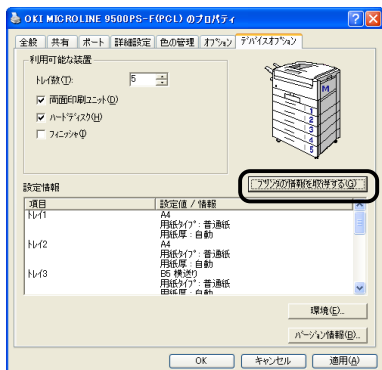 OKI MICROLINE 9500PS-F(PCL) のプロパティ
全般 共有 ポート 詳細設定 色の管理 オプション デバイスオプション
利用可能な装置
トレイ数(T): 5
両面印刷ユニット(D)
ハードディスク(H)
フィニッシャ(I)
M
1
2
3
4
5
プリンタの情報を取得する(G)
設定情報
項目 設定値 / 情報
トレイ1 A4
用紙タイプ: 普通紙
用紙厚: 自動
トレイ2 A4
用紙タイプ: 普通紙
用紙厚: 自動
トレイ3 B5 横送り
用紙タイプ: 普通紙
用紙厚: 自動
環境(E)...
バージョン情報(B)...
OK キャンセル 適用(A)